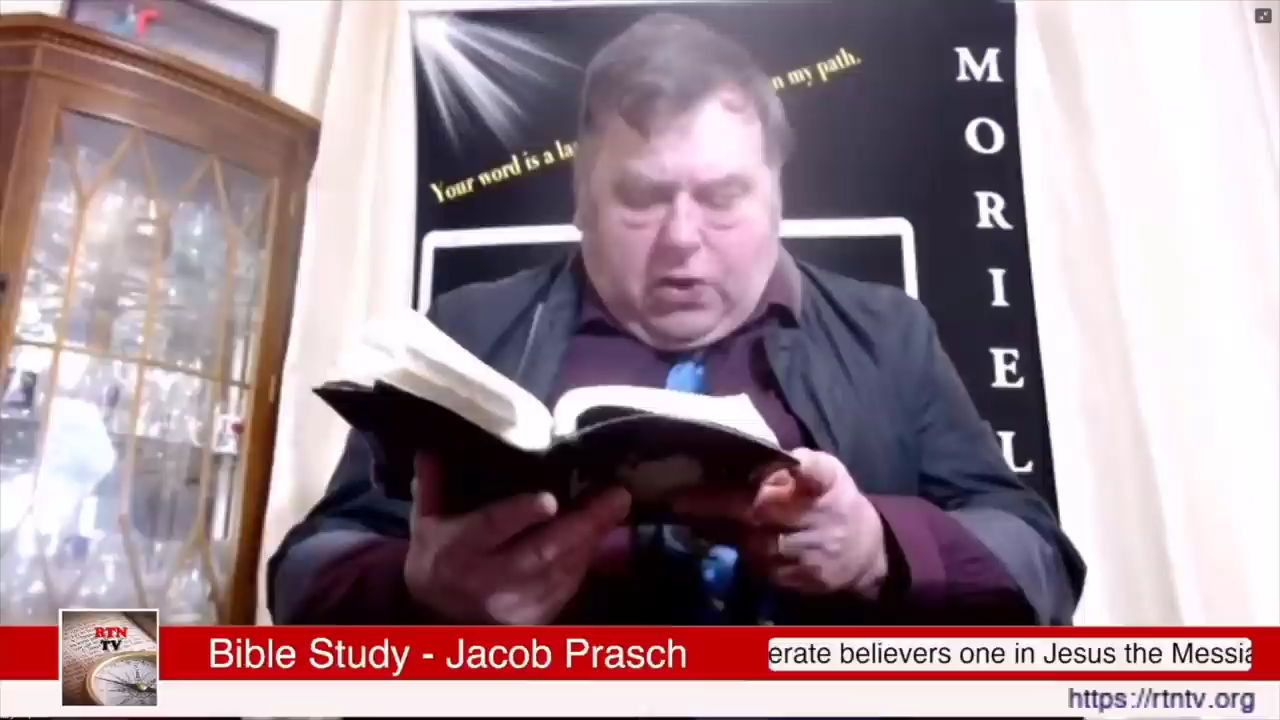 n my path.
Your word is a la
M
O
R
I
E
L
RTN
TV
Bible Study - Jacob Prasch
erate believers one in Jesus the Messia
https://rtntv.org